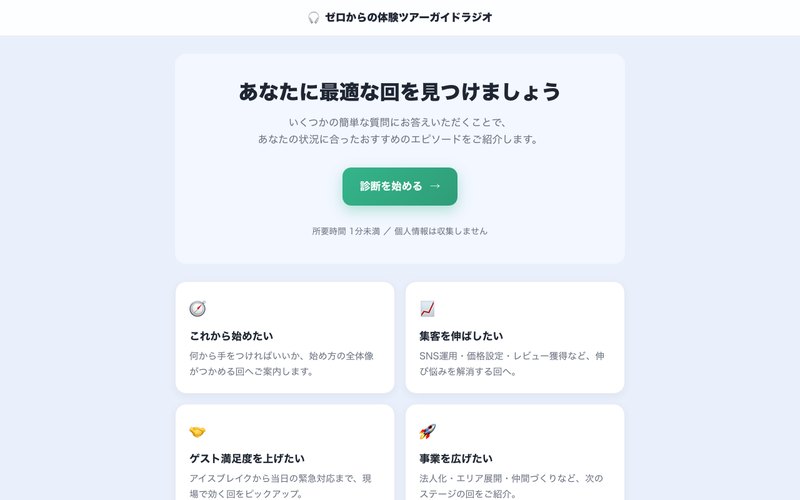 ゼロからの体験ツアーガイドラジオ
あなたに最適な回を見つけましょう
いくつかの簡単な質問にお答えいただくことで、
あなたの状況に合ったおすすめのエピソードをご紹介します。
診断を始める →
所要時間 1分未満 ／ 個人情報は収集しません
これから始めたい
何から手をつければいいか、始め方の全体像
がつかめる回へご案内します。
集客を伸ばしたい
SNS運用・価格設定・レビュー獲得など、伸
び悩みを解消する回へ。
ゲスト満足度を上げたい
アイスブレイクから当日の緊急対応まで、現
場で効く回をピックアップ。
事業を広げたい
法人化・エリア展開・仲間づくりなど、次の
ステージの回をご紹介。